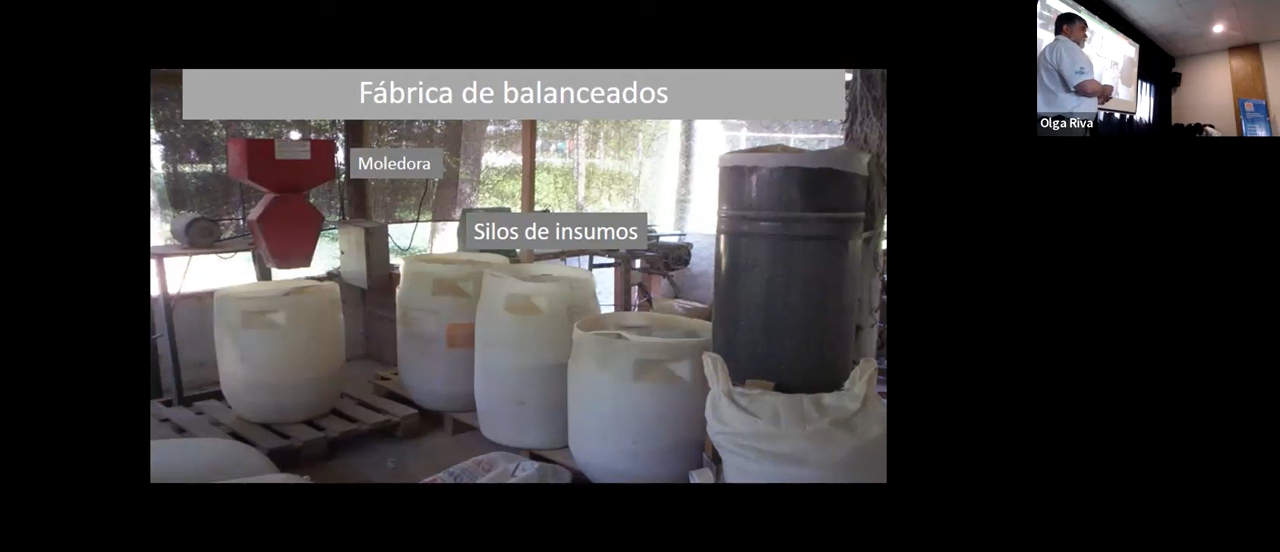 Fábrica de balanceados
Moledora
Silos de insumos
Olga Riva